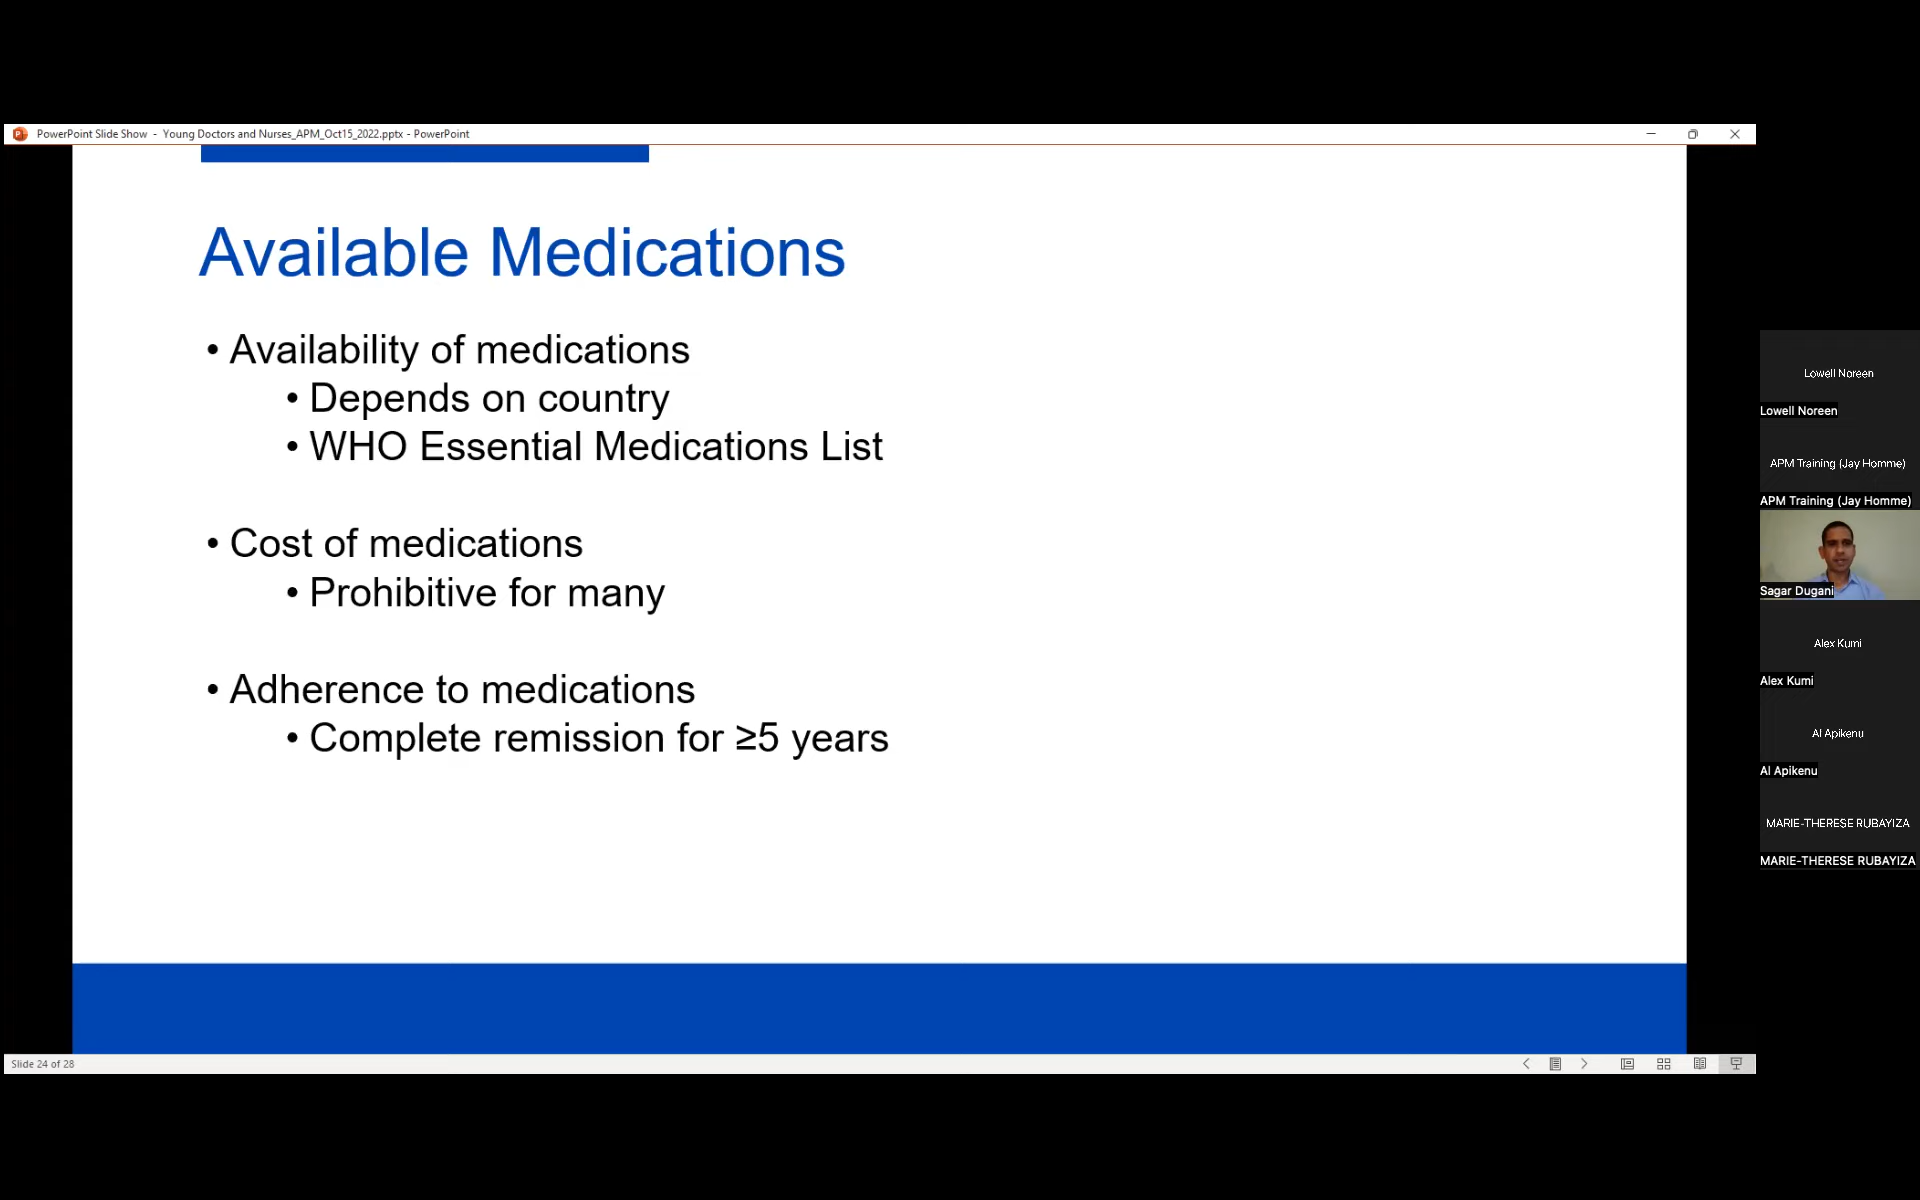 PowerPoint Slide Show - Young Doctors and Nurses_APM_Oct15_2022.pptx - PowerPoint
Available Medications
• Availability of medications
• Depends on country
• WHO Essential Medications List
• Cost of medications
• Prohibitive for many
• Adherence to medications
• Complete remission for ≥5 years
Slide 24 of 28
Lowell Noreen
Lowell Noreen
APM Training (Jay Homme)
APM Training (Jay Homme)
Sagar Dugani
Alex Kumi
Alex Kumi
Al Apikenu
Al Apikenu
MARIE-THERESE RUBAYIZA
MARIE-THERESE RUBAYIZA